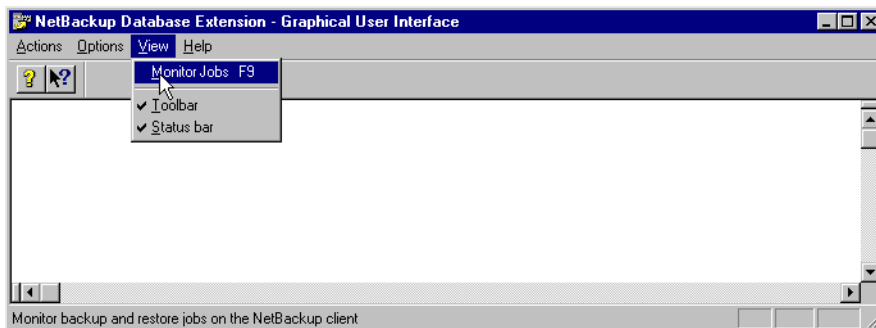 NetBackup Database Extension - Graphical User Interface
Actions Options View Help
Monitor Jobs F9
Toolbar
Status bar
Monitor backup and restore jobs on the NetBackup client